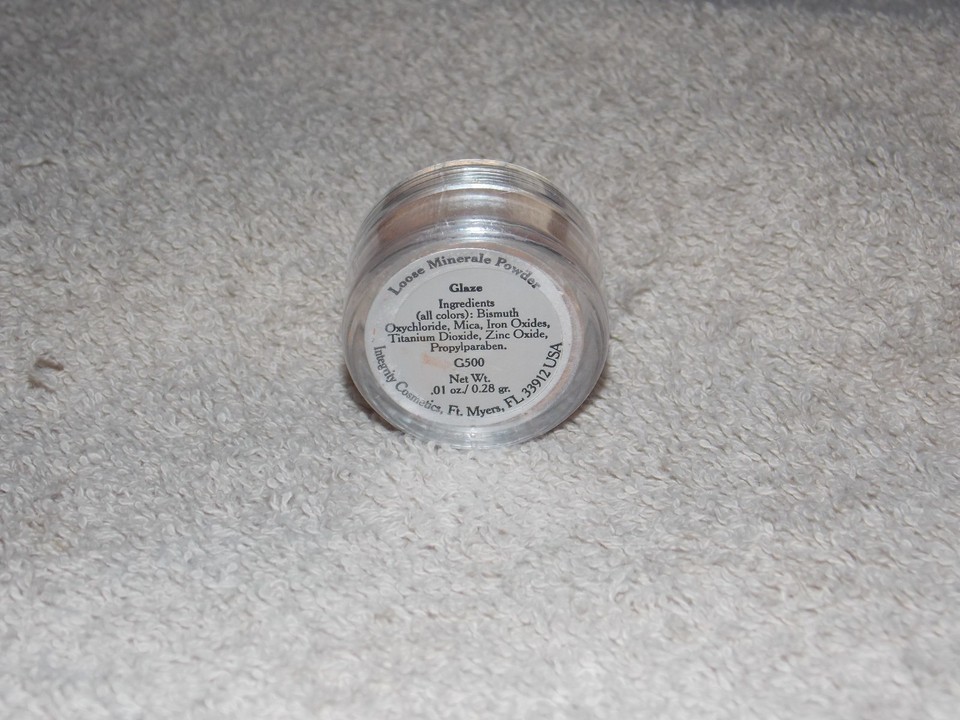 Loose Minerale Powder
Glaze
Ingredients
(all colors): Bismuth
Oxychloride, Mica, Iron Oxides,
Titanium Dioxide, Zinc Oxide,
Propylparaben.
G500
Net Wt.
.01 oz./ 0.28 gr.
Integrity Cosmetics, Ft. Myers, FL 33912 USA